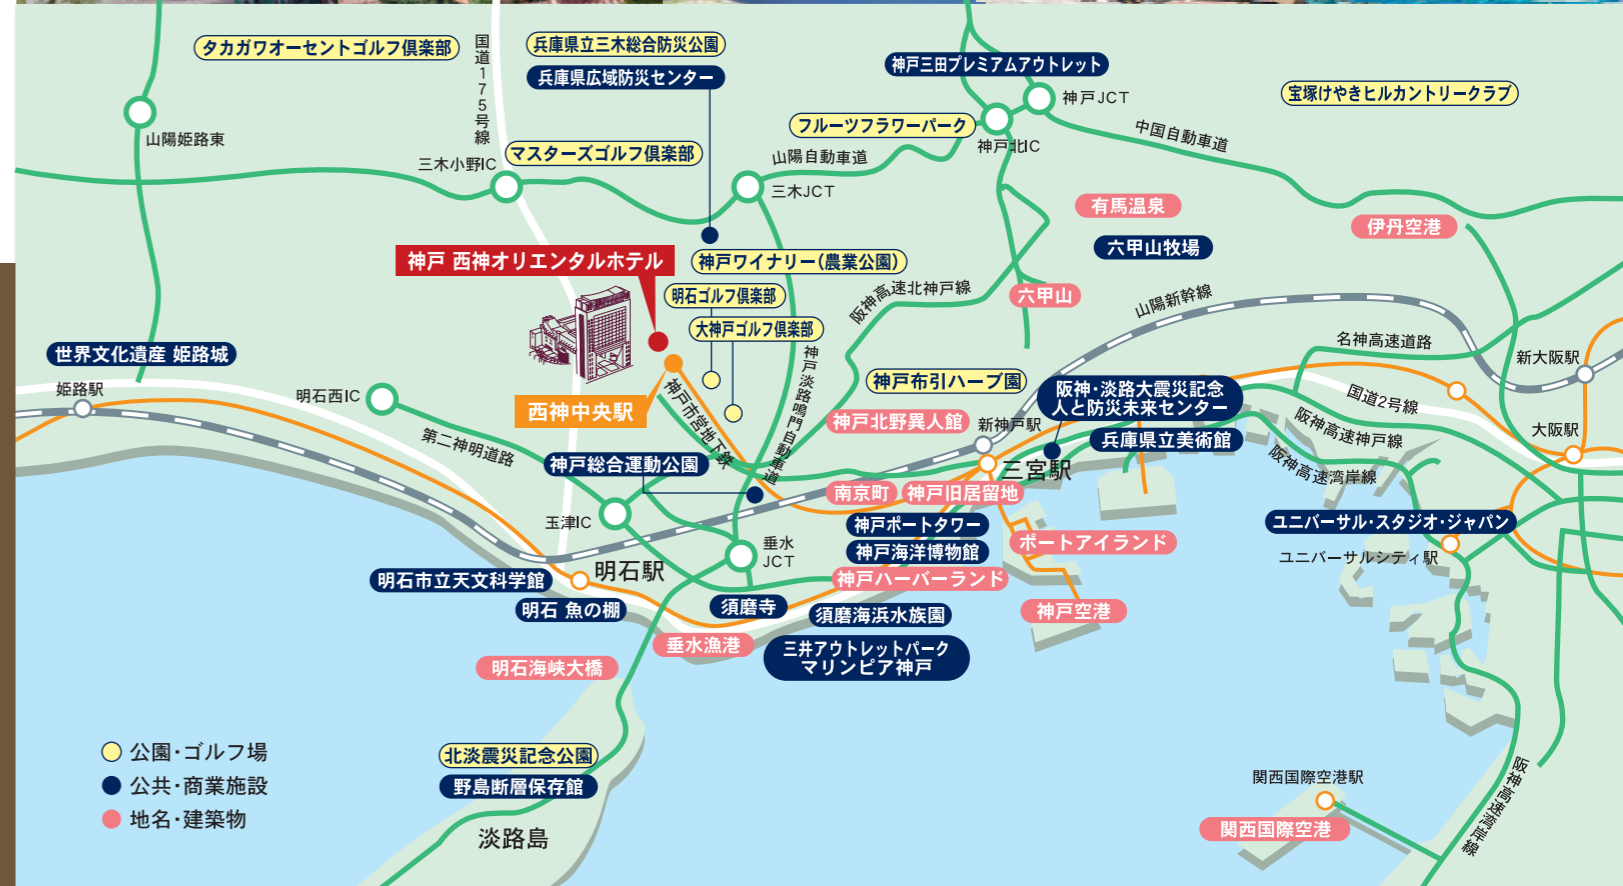 タカガワオーセントゴルフ倶楽部
国道175号線
兵庫県立三木総合防災公園
兵庫県広域防災センター
神戸三田プレミアムアウトレット
神戸JCT
宝塚けやきヒルカントリークラブ
山陽姫路東
三木小野IC
マスターズゴルフ倶楽部
フルーツフラワーパーク
神戸北IC
中国自動車道
山陽自動車道
三木JCT
有馬温泉
伊丹空港
六甲山牧場
神戸 西神オリエンタルホテル
神戸ワイナリー(農業公園)
明石ゴルフ倶楽部
大神戸ゴルフ倶楽部
阪神高速北神戸線
六甲山
山陽新幹線
名神高速道路
新大阪駅
世界文化遺産 姫路城
姫路駅
明石西IC
西神中央駅
神戸市営地下鉄
神戸淡路鳴門自動車道
神戸布引ハーブ園
阪神・淡路大震災記念
人と防災未来センター
国道2号線
神戸北野異人館
新神戸駅
兵庫県立美術館
阪神高速神戸線
大阪駅
第二神明道路
神戸総合運動公園
三宮駅
阪神高速湾岸線
南京町
神戸旧居留地
玉津IC
神戸ポートタワー
ユニバーサル・スタジオ・ジャパン
垂水
JCT
神戸海洋博物館
ポートアイランド
ユニバーサルシティ駅
明石駅
明石市立天文科学館
神戸ハーバーランド
明石 魚の棚
須磨寺
須磨海浜水族園
神戸空港
垂水漁港
三井アウトレットパーク
マリンピア神戸
明石海峡大橋
公園・ゴルフ場
公共・商業施設
地名・建築物
北淡震災記念公園
野島断層保存館
淡路島
関西国際空港駅
関西国際空港
阪神高速湾岸線